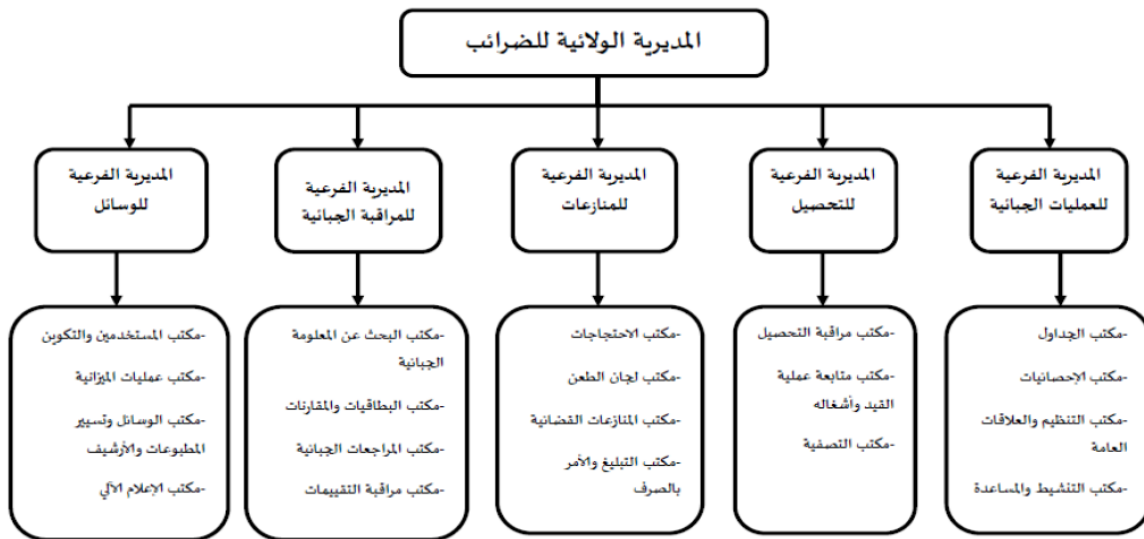 المديرية الولائية للضرائب
المديرية الفرعية
للعمليات الجبائية
المديرية الفرعية
للتحصيل
المديرية الفرعية
للمنازعات
المديرية الفرعية
للمراقبة الجبائية
المديرية الفرعية
للوسائل
-مكتب الجداول
-مكتب الإحصائيات
-مكتب التنظيم والعلاقات
العامة
-مكتب التنشيط والمساعدة
-مكتب مراقبة التحصيل
-مكتب متابعة عملية
القيد وأشغاله
-مكتب التصفية
-مكتب الاحتجاجات
-مكتب لجان الطعن
-مكتب المنازعات القضائية
-مكتب التبليغ والأمر
بالصرف
-مكتب البحث عن المعلومة
الجبائية
-مكتب البطاقيات والمقارنات
-مكتب المراجعات الجبائية
-مكتب مراقبة التقييمات
-مكتب المستخدمين والتكوين
-مكتب عمليات الميزانية
-مكتب الوسائل وتسيير
المطبوعات والأرشيف
-مكتب الإعلام الآلي